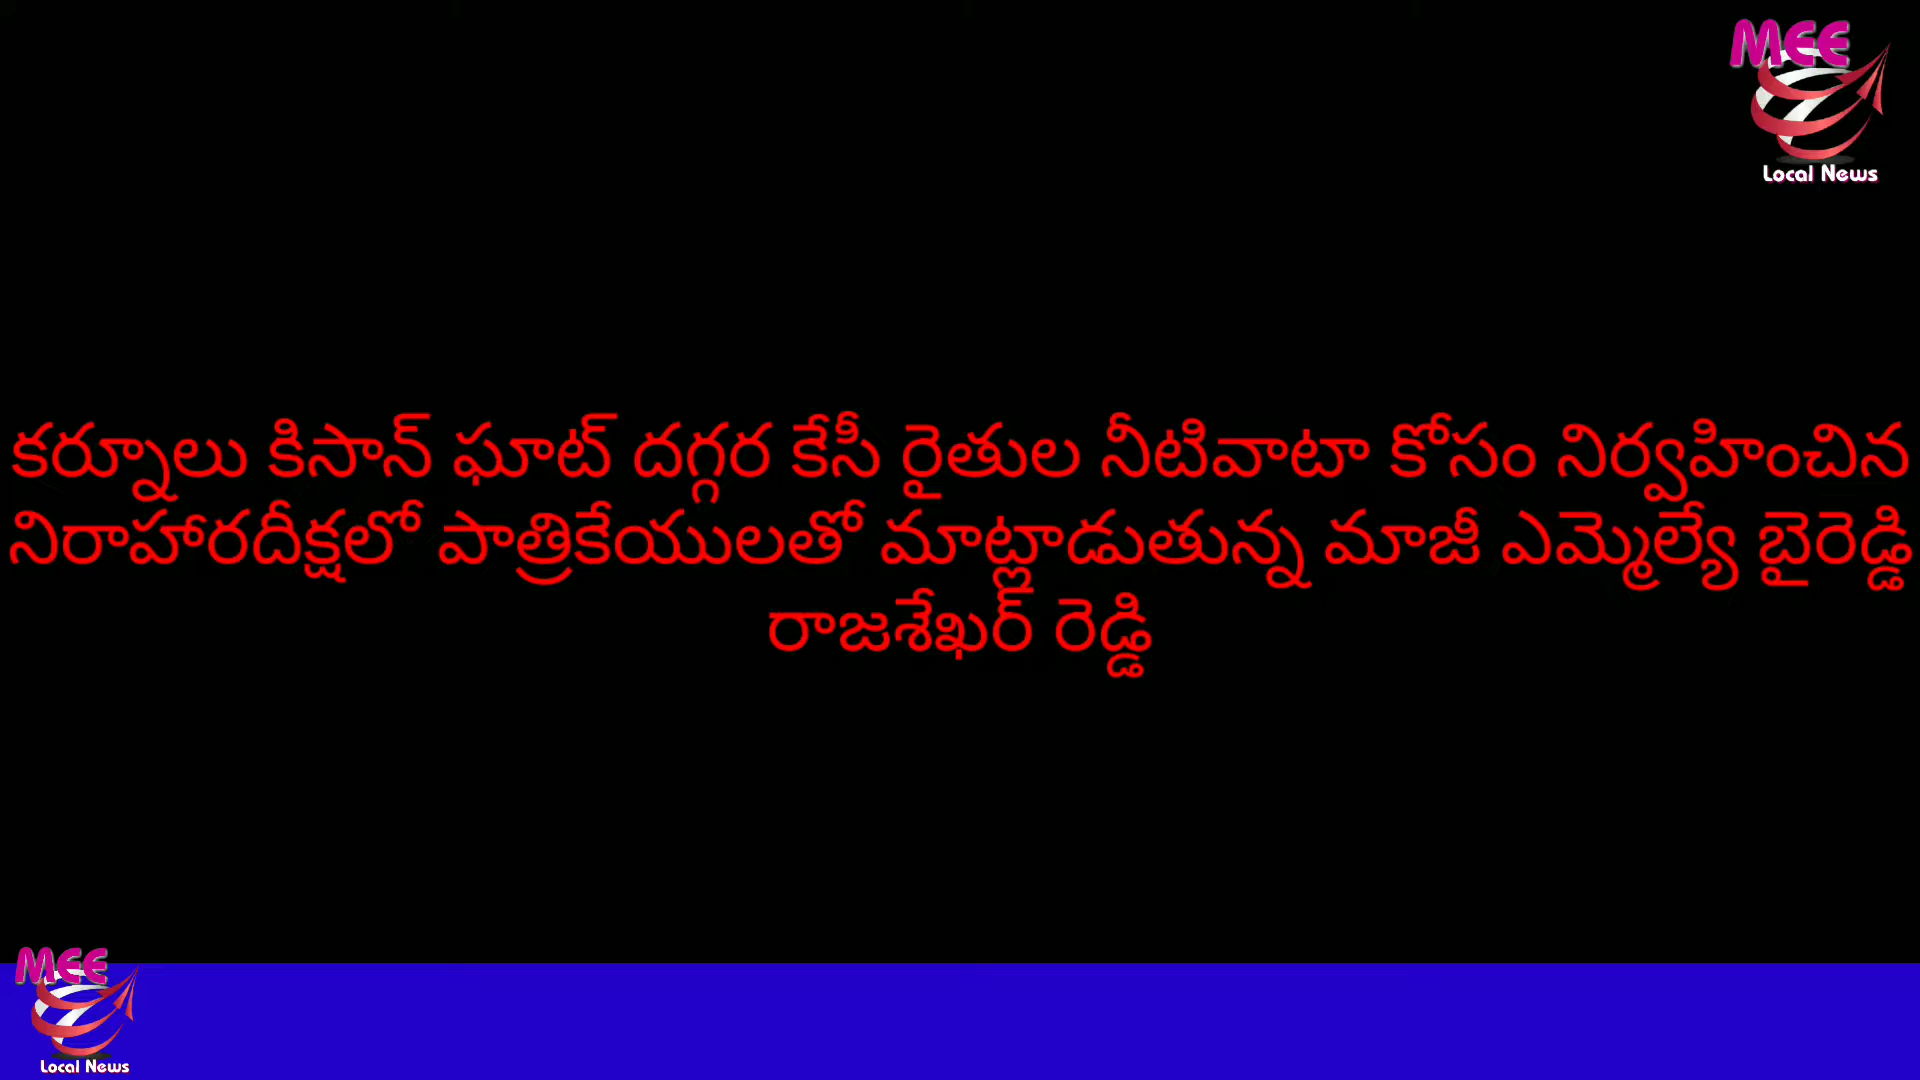 MEE
Local News
కర్నూలు కిసాన్ ఘాట్ దగ్గర కేసీ రైతుల నీటివాటా కోసం నిర్వహించిన
నిరాహారదీక్షలో పాత్రికేయులతో మాట్లాడుతున్న మాజీ ఎమ్మెల్యే బైరెడ్డి
రాజశేఖర్ రెడ్డి
MEE
Local News